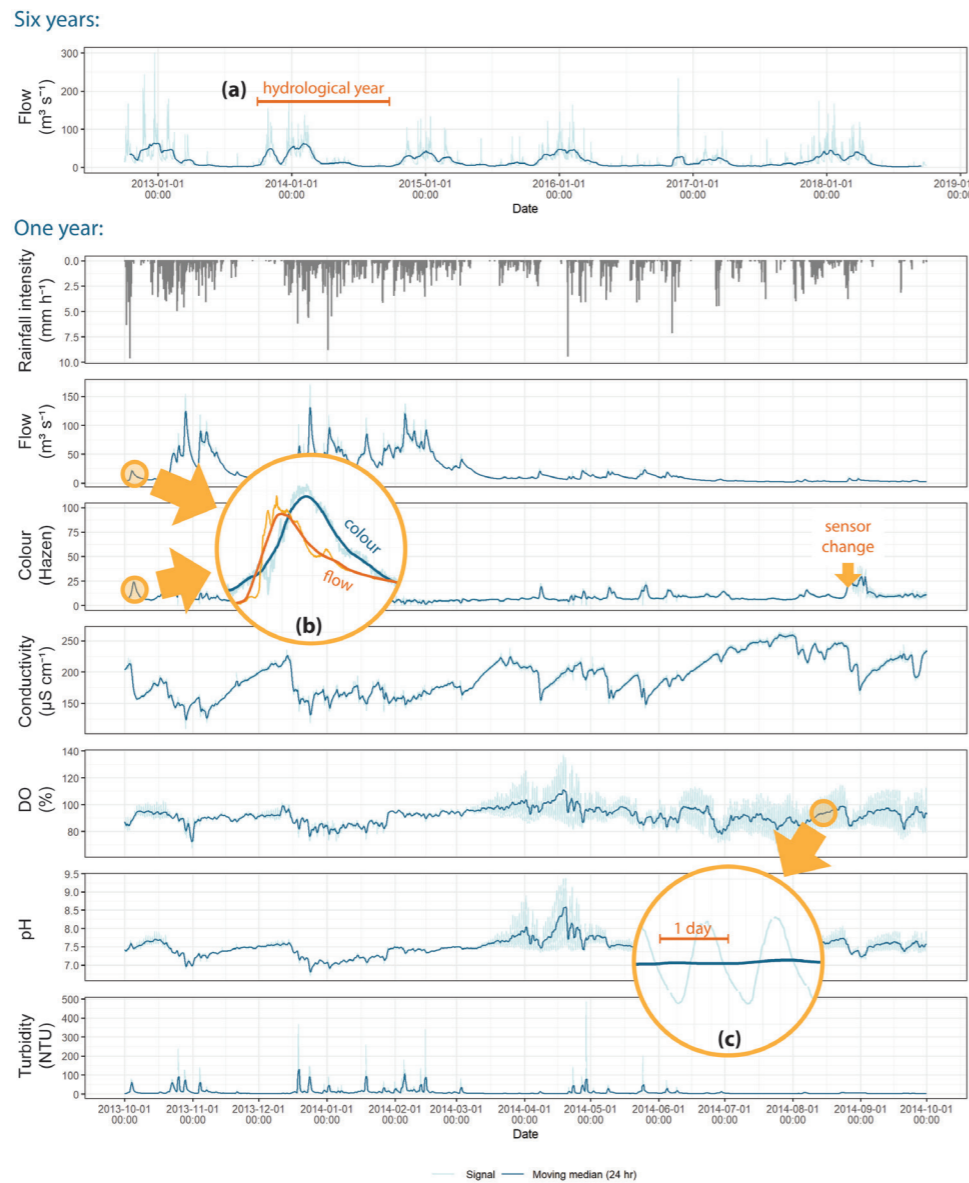 Six years:
Flow
(m³ s⁻¹)
300
200
100
0
(a)
hydrological year
2013-01-01
00:00
2014-01-01
00:00
2015-01-01
00:00
2016-01-01
00:00
2017-01-01
00:00
2018-01-01
00:00
2019-01
00:0
Date
One year:
Rainfall intensity
(mm h⁻¹)
0.0
2.5
5.0
7.5
10.0
Flow
(m³ s⁻¹)
150
100
50
0
Colour
(Hazen)
100
75
50
25
0
colour
flow
(b)
sensor
change
Conductivity
(µS cm⁻¹)
250
200
150
DO
(%)
140
120
100
80
pH
9.5
9.0
8.5
8.0
7.5
7.0
1 day
(c)
Turbidity
(NTU)
500
400
300
200
100
0
2013-10-01
00:00
2013-11-01
00:00
2013-12-01
00:00
2014-01-01
00:00
2014-02-01
00:00
2014-03-01
00:00
2014-04-01
00:00
2014-05-01
00:00
2014-06-01
00:00
2014-07-01
00:00
2014-08-01
00:00
2014-09-01
00:00
2014-10-01
00:00
Date
Signal
Moving median (24 hr)